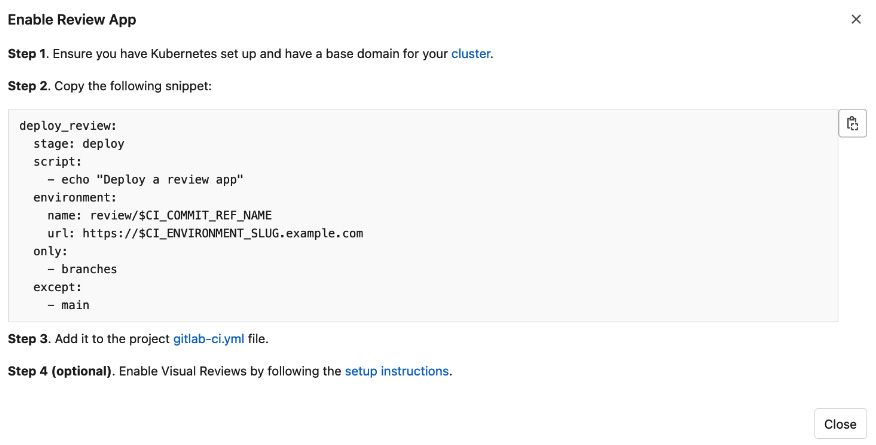 Enable Review App
Step 1. Ensure you have Kubernetes set up and have a base domain for your cluster.
Step 2. Copy the following snippet:
deploy_review:
  stage: deploy
  script:
    - echo "Deploy a review app"
  environment:
    name: review/$CI_COMMIT_REF_NAME
    url: https://$CI_ENVIRONMENT_SLUG.example.com
  only:
    - branches
  except:
    - main
Step 3. Add it to the project gitlab-ci.yml file.
Step 4 (optional). Enable Visual Reviews by following the setup instructions.
Close